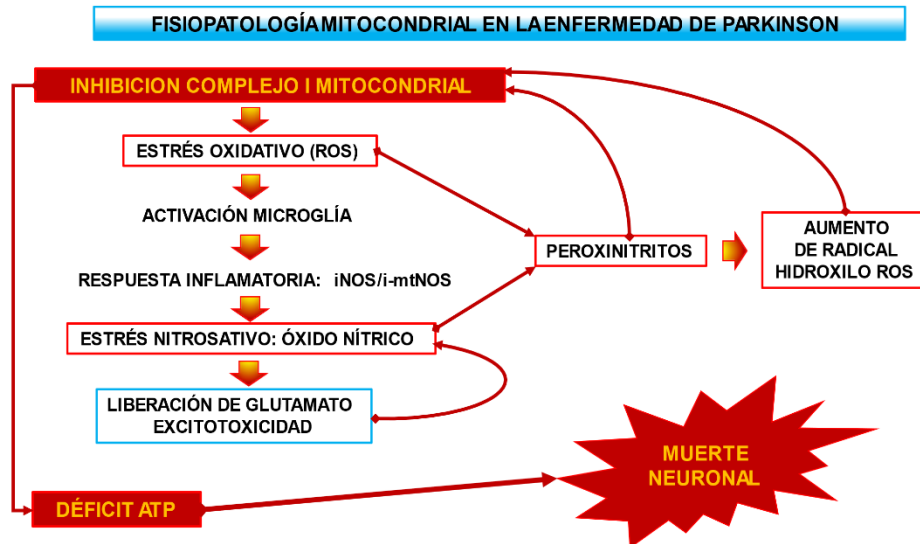 FISIOPATOLOGÍA MITOCONDRIAL EN LA ENFERMEDAD DE PARKINSON
INHIBICION COMPLEJO I MITOCONDRIAL
ESTRÉS OXIDATIVO (ROS)
ACTIVACIÓN MICROGLÍA
RESPUESTA INFLAMATORIA: iNOS/i-mtNOS
ESTRÉS NITROSATIVO: ÓXIDO NÍTRICO
LIBERACIÓN DE GLUTAMATO
EXCITOTOXICIDAD
PEROXINITRITOS
AUMENTO
DE RADICAL
HIDROXILO ROS
DÉFICIT ATP
MUERTE
NEURONAL